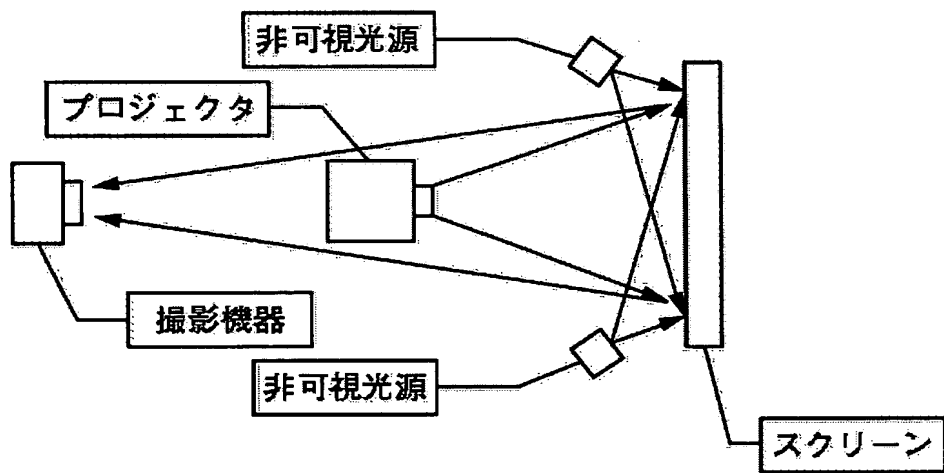 非可視光源
プロジェクタ
撮影機器
非可視光源
スクリーン